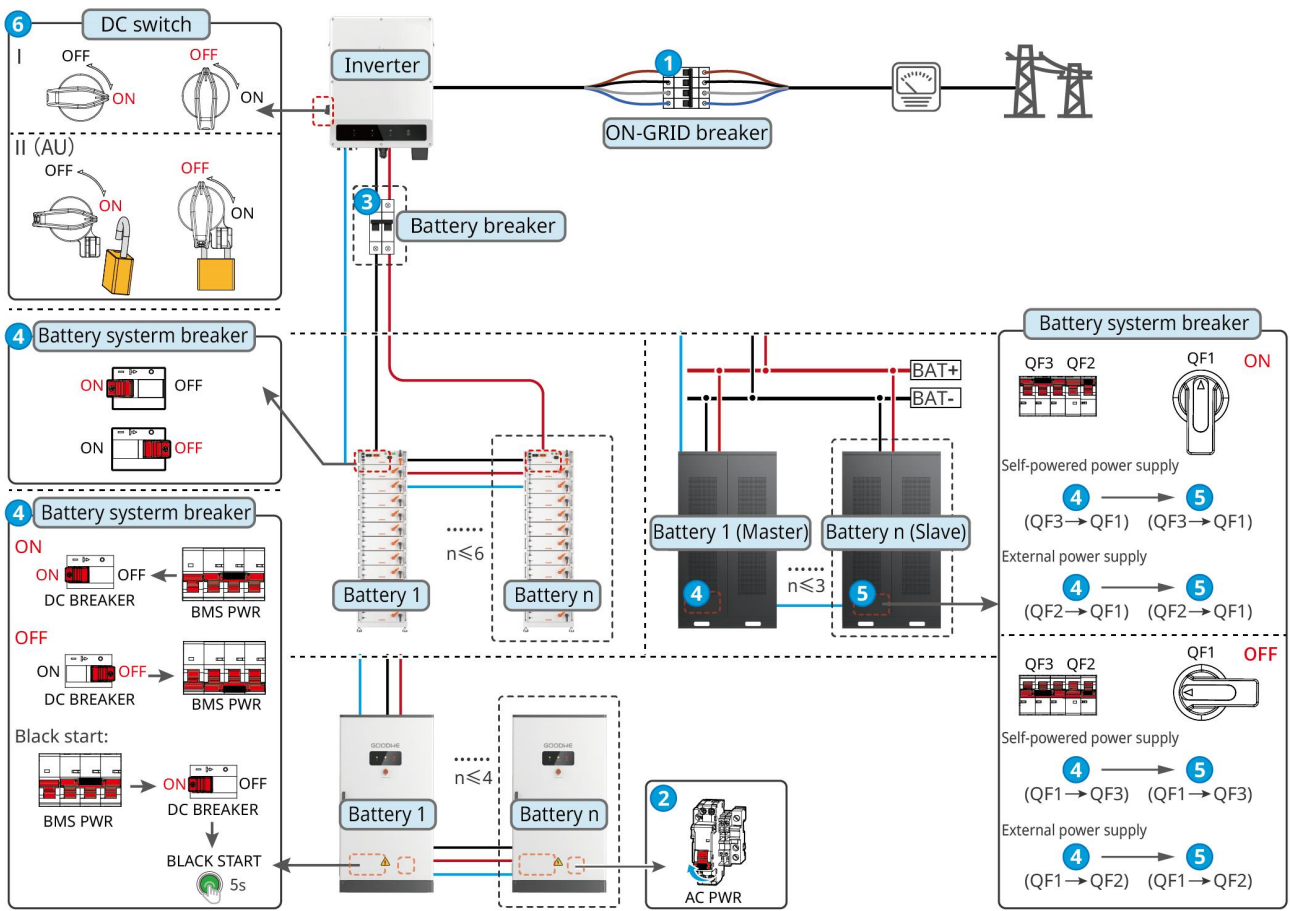 6
DC switch
I
OFF
ON
OFF
ON
II (AU)
OFF
ON
OFF
ON
Inverter
1
ON-GRID breaker
3
Battery breaker
4
Battery systerm breaker
ON
OFF
ON
OFF
4
Battery systerm breaker
ON
ON
OFF
DC BREAKER
BMS PWR
OFF
ON
OFF
DC BREAKER
BMS PWR
Black start:
BMS PWR
ON
OFF
DC BREAKER
BLACK START
5s
Battery 1
n≤6
Battery n
BAT+
BAT-
Battery 1 (Master)
Battery n (Slave)
n≤3
4
5
GOODWE
Battery 1
n≤4
GOODWE
Battery n
2
AC PWR
Battery systerm breaker
QF3 QF2
QF1
ON
Self-powered power supply
4 → 5
(QF3→QF1) (QF3→QF1)
External power supply
4 → 5
(QF2→QF1) (QF2→QF1)
QF3 QF2
QF1
OFF
Self-powered power supply
4 → 5
(QF1→QF3) (QF1→QF3)
External power supply
4 → 5
(QF1→QF2) (QF1→QF2)